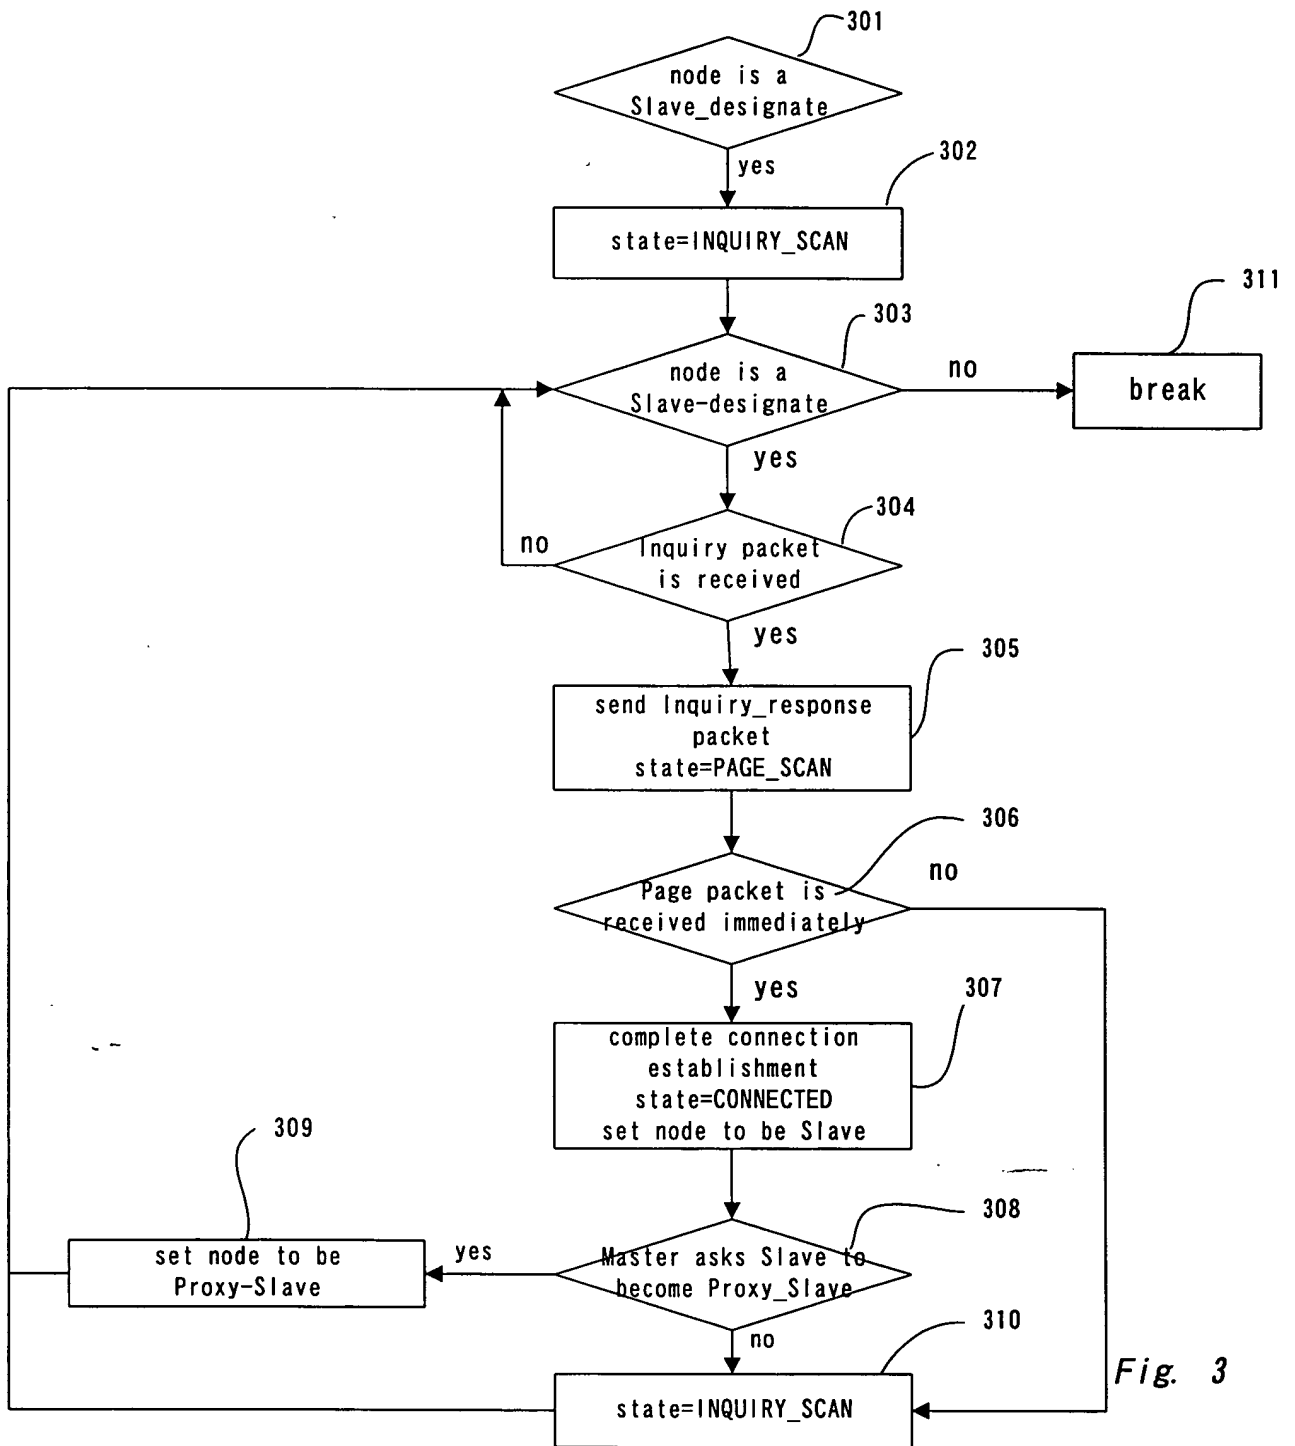 301
node is a
Slave_designate
yes
302
state=INQUIRY_SCAN
303
311
node is a
Slave-designate
no
break
yes
304
no
Inquiry packet
is received
yes
305
send Inquiry_response
packet
state=PAGE_SCAN
306
no
Page packet is
received immediately
yes
307
complete connection
establishment
state=CONNECTED
set node to be Slave
309
308
set node to be
Proxy-Slave
yes
Master asks Slave to
become Proxy_Slave
no
310
state=INQUIRY_SCAN
Fig. 3